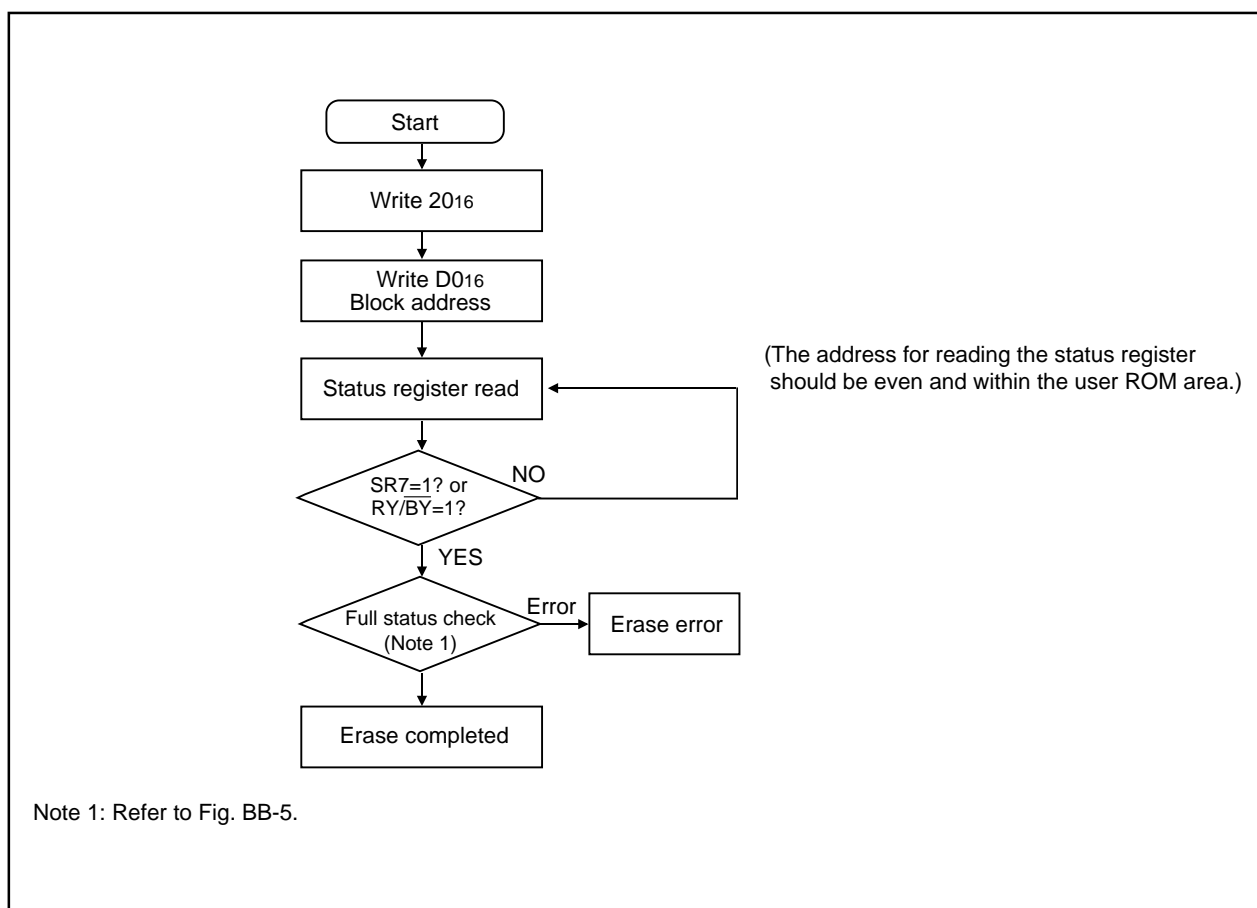 Start
Write 2016
Write D016
Block address
Status register read
(The address for reading the status register
should be even and within the user ROM area.)
NO
SR7=1? or
RY/B̅Y̅=1?
YES
Full status check
(Note 1)
Error
Erase error
Erase completed
Note 1: Refer to Fig. BB-5.